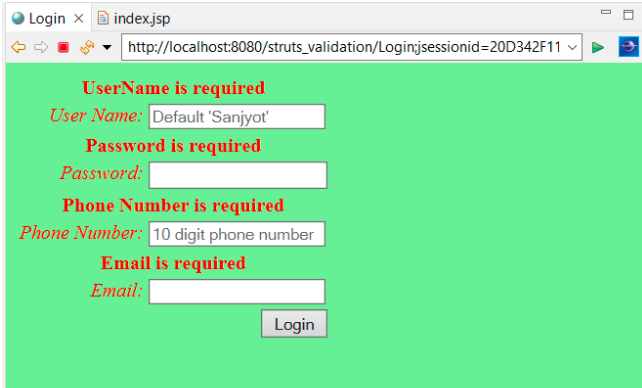 Login
index.jsp
http://localhost:8080/struts_validation/Login;jsessionid=20D342F11
UserName is required
User Name: Default 'Sanjyot'
Password is required
Password:
Phone Number is required
Phone Number: 10 digit phone number
Email is required
Email:
Login